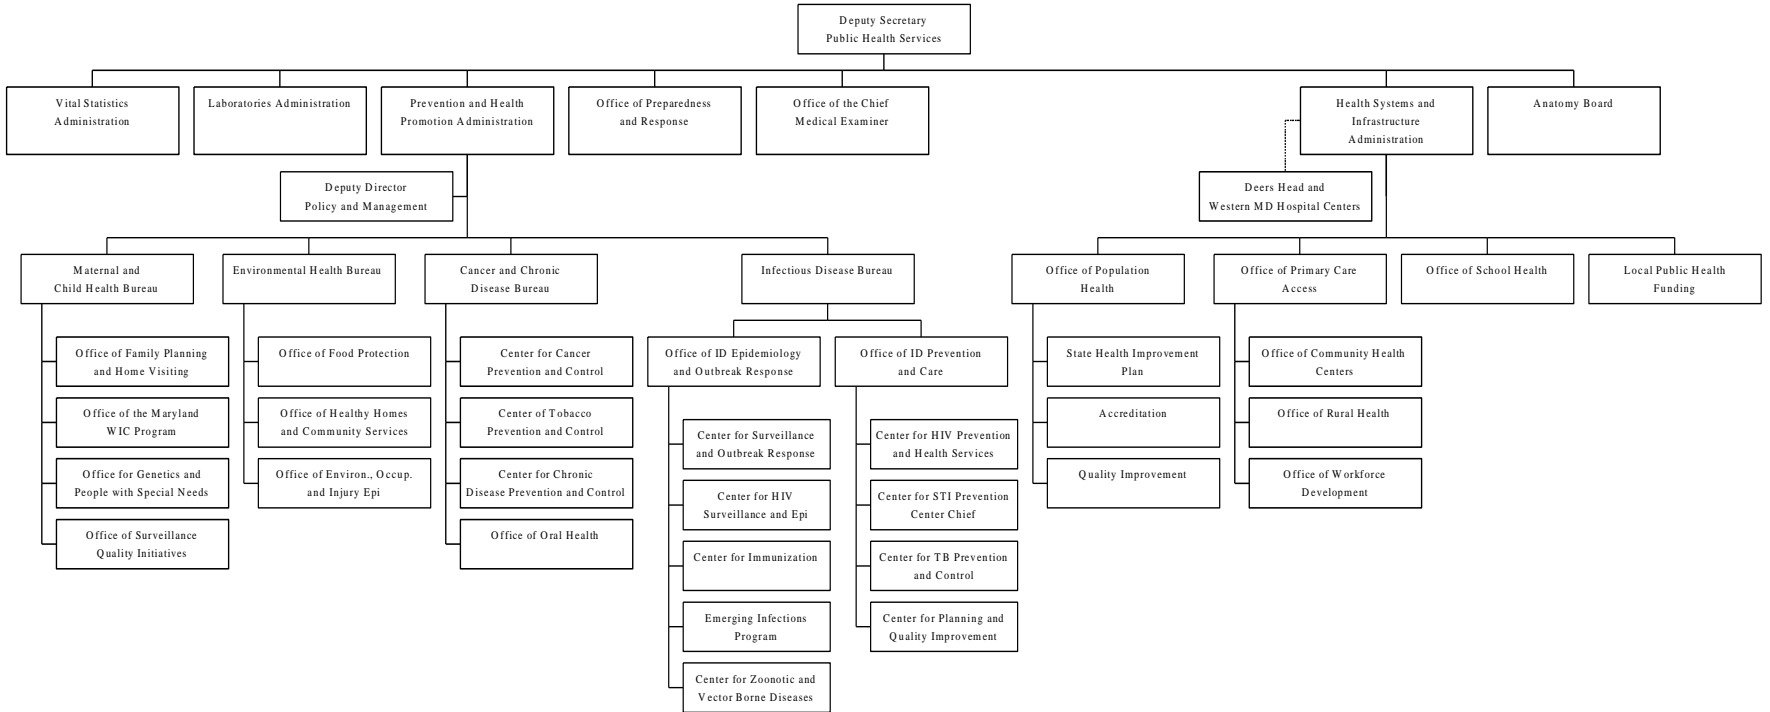 Deputy Secretary
Public Health Services
Vital Statistics
Administration
Laboratories Administration
Prevention and Health
Promotion Administration
Office of Preparedness
and Response
Office of the Chief
Medical Examiner
Health Systems and
Infrastructure
Administration
Anatomy Board
Deputy Director
Policy and Management
Deers Head and
Western MD Hospital Centers
Maternal and
Child Health Bureau
Environmental Health Bureau
Cancer and Chronic
Disease Bureau
Infectious Disease Bureau
Office of Population
Health
Office of Primary Care
Access
Office of School Health
Local Public Health
Funding
Office of Family Planning
and Home Visiting
Office of the Maryland
WIC Program
Office for Genetics and
People with Special Needs
Office of Surveillance
Quality Initiatives
Office of Food Protection
Office of Healthy Homes
and Community Services
Office of Environ., Occup.
and Injury Epi
Center for Cancer
Prevention and Control
Center of Tobacco
Prevention and Control
Center for Chronic
Disease Prevention and Control
Office of Oral Health
Office of ID Epidemiology
and Outbreak Response
Center for Surveillance
and Outbreak Response
Center for HIV
Surveillance and Epi
Center for Immunization
Emerging Infections
Program
Center for Zoonotic and
Vector Borne Diseases
Office of ID Prevention
and Care
Center for HIV Prevention
and Health Services
Center for STI Prevention
Center Chief
Center for TB Prevention
and Control
Center for Planning and
Quality Improvement
State Health Improvement
Plan
Accreditation
Quality Improvement
Office of Community Health
Centers
Office of Rural Health
Office of Workforce
Development